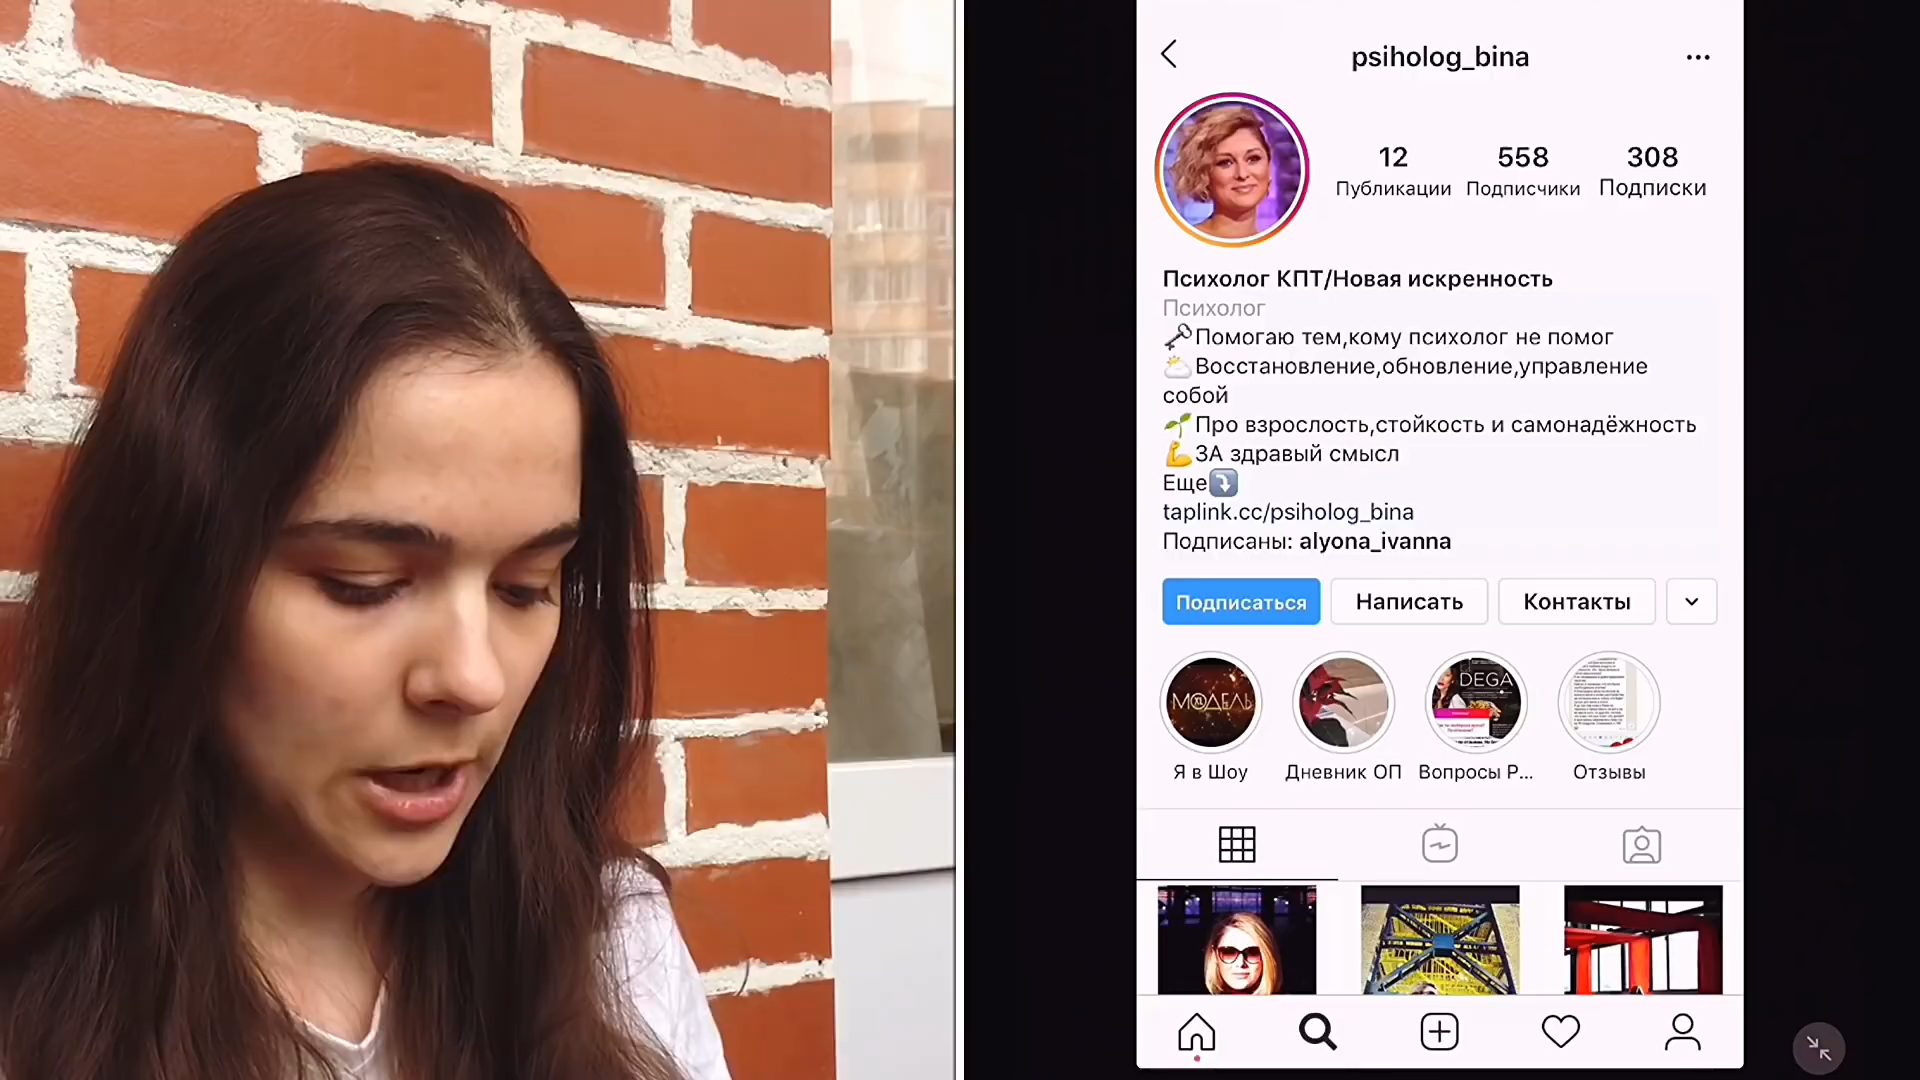 psiholog_bina
12
558
308
Публикации
Подписчики
Подписки
Психолог КПТ/Новая искренность
Психолог
Помогаю тем,кому психолог не помог
Восстановление,обновление,управление
собой
Про взрослость,стойкость и самонадёжность
ЗА здравый смысл
Еще
taplink.cc/psiholog_bina
Подписаны: alyona_ivanna
Подписаться
Написать
Контакты
МОДЕЛЬ
DEGA
Я в Шоу
Дневник ОП
Вопросы Р...
Отзывы